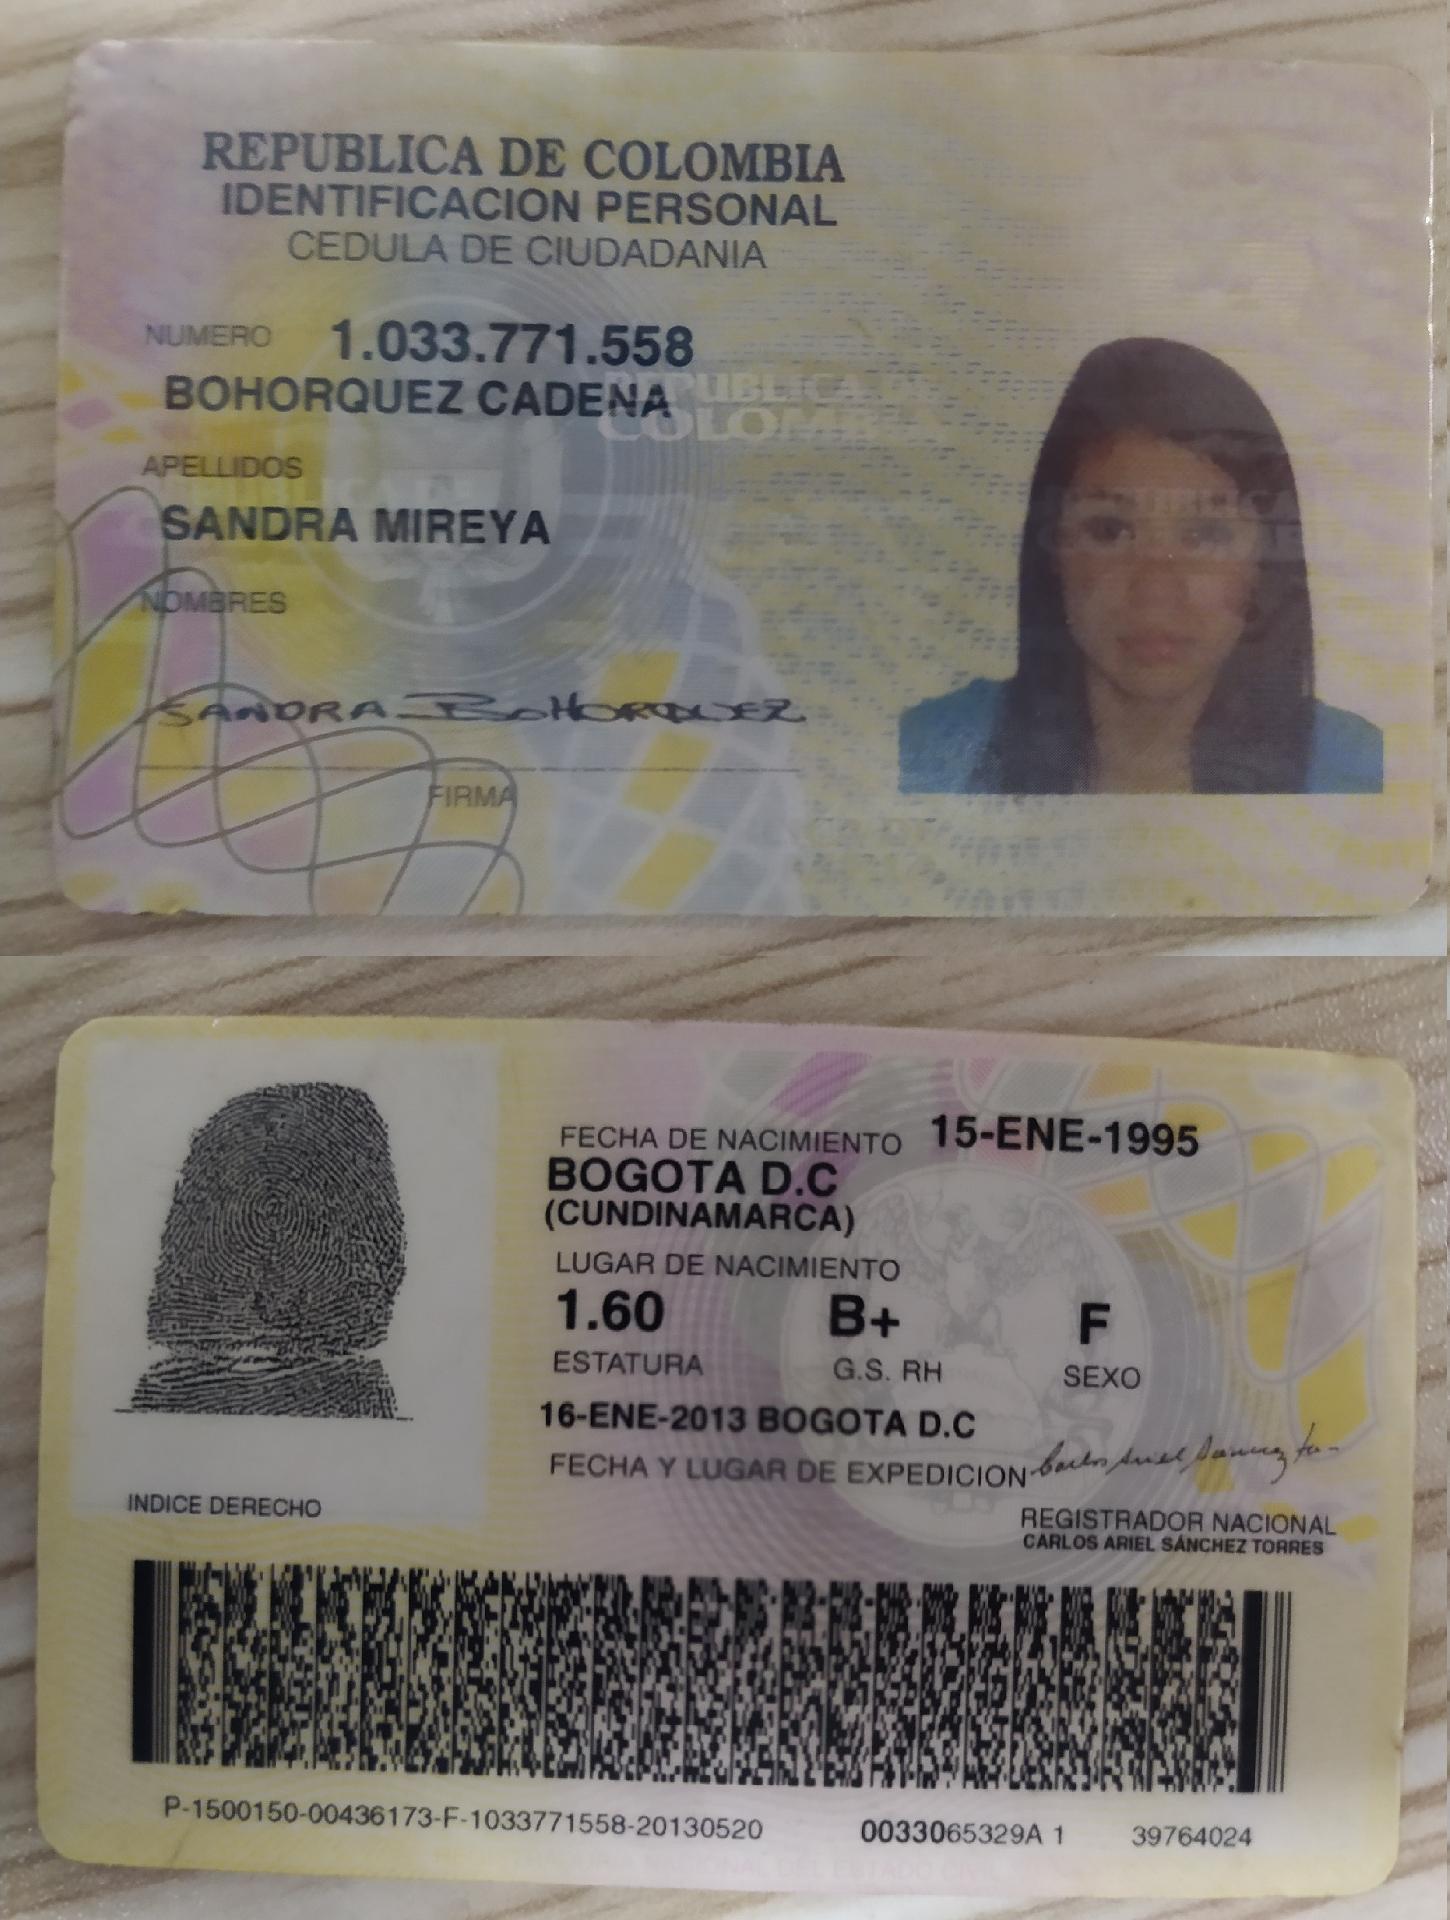 REPUBLICA DE COLOMBIA
IDENTIFICACION PERSONAL
CEDULA DE CIUDADANIA
NUMERO 1.033.771.558
BOHORQUEZ CADENA
APELLIDOS
SANDRA MIREYA
NOMBRES
SANDRA BOHORQUEZ
FIRMA
REPUBLICA DE
COLOMBIA
FECHA DE NACIMIENTO 15-ENE-1995
BOGOTA D.C
(CUNDINAMARCA)
LUGAR DE NACIMIENTO
1.60 B+ F
ESTATURA G.S. RH SEXO
16-ENE-2013 BOGOTA D.C
FECHA Y LUGAR DE EXPEDICION
INDICE DERECHO
REGISTRADOR NACIONAL
CARLOS ARIEL SÁNCHEZ TORRES
P-1500150-00436173-F-1033771558-20130520 0033065329A 1 39764024